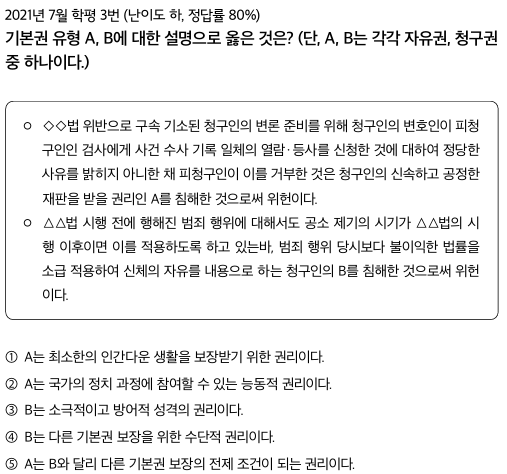 2021년 7월 학평 3번 (난이도 하, 정답률 80%)
기본권 유형 A, B에 대한 설명으로 옳은 것은? (단, A, B는 각각 자유권, 청구권
중 하나이다.)
○ ◇◇법 위반으로 구속 기소된 청구인의 변론 준비를 위해 청구인의 변호인이 피청
구인인 검사에게 사건 수사 기록 일체의 열람·등사를 신청한 것에 대하여 정당한
사유를 밝히지 아니한 채 피청구인이 이를 거부한 것은 청구인의 신속하고 공정한
재판을 받을 권리인 A를 침해한 것으로써 위헌이다.
○ △△법 시행 전에 행해진 범죄 행위에 대해서도 공소 제기의 시기가 △△법의 시
행 이후이면 이를 적용하도록 하고 있는바, 범죄 행위 당시보다 불이익한 법률을
소급 적용하여 신체의 자유를 내용으로 하는 청구인의 B를 침해한 것으로써 위헌
이다.
① A는 최소한의 인간다운 생활을 보장받기 위한 권리이다.
② A는 국가의 정치 과정에 참여할 수 있는 능동적 권리이다.
③ B는 소극적이고 방어적 성격의 권리이다.
④ B는 다른 기본권 보장을 위한 수단적 권리이다.
⑤ A는 B와 달리 다른 기본권 보장의 전제 조건이 되는 권리이다.